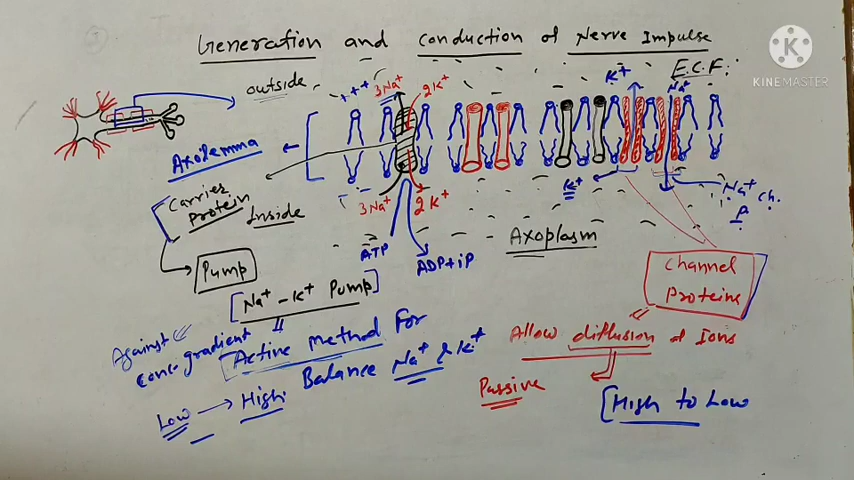 Generation and conduction of Nerve Impulse
K
KINEMASTER
E.C.F.
outside
+++
3Na+
2K+
K+
Na+
Axolemma
Carrier
Protein
Inside
3Na+
2K+
K+
Na+ ch.
P.
Axoplasm
Pump
ATP
ADP+iP
Channel
Proteins
[Na+ - K+ Pump]
Against
conc. gradient
Active method For
Balance Na+ & K+
Low → High.
Allow diffusion of Ions
Passive
[High to Low